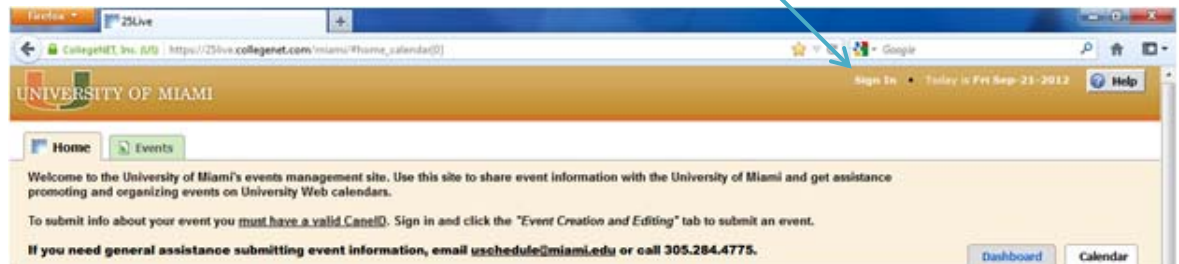 Firefox
25Live
CollegeNET, Inc. (US) https://25live.collegenet.com/miami/#home_calendar[0]
Google
UNIVERSITY OF MIAMI
Sign In • Today is Fri Sep-21-2012
Help
Home
Events
Welcome to the University of Miami's events management site. Use this site to share event information with the University of Miami and get assistance
promoting and organizing events on University Web calendars.
To submit info about your event you must have a valid CaneID. Sign in and click the "Event Creation and Editing" tab to submit an event.
If you need general assistance submitting event information, email uschedule@miami.edu or call 305.284.4775.
Dashboard
Calendar